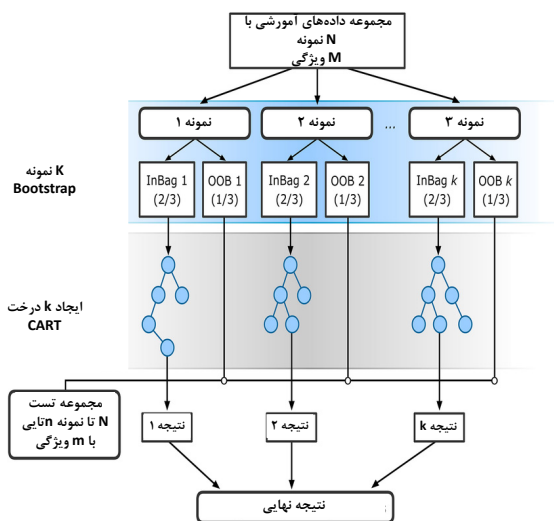 مجموعه داده‌های آموزشی با
N نمونه
M ویژگی
نمونه ۱
نمونه ۲
...
نمونه ۳
K نمونه
Bootstrap
InBag 1
(2/3)
OOB 1
(1/3)
InBag 2
(2/3)
OOB 2
(1/3)
InBag k
(2/3)
OOB k
(1/3)
ایجاد k درخت
CART
مجموعه تست
N تا نمونه nتایی
با m ویژگی
نتیجه ۱
نتیجه ۲
نتیجه k
نتیجه نهایی